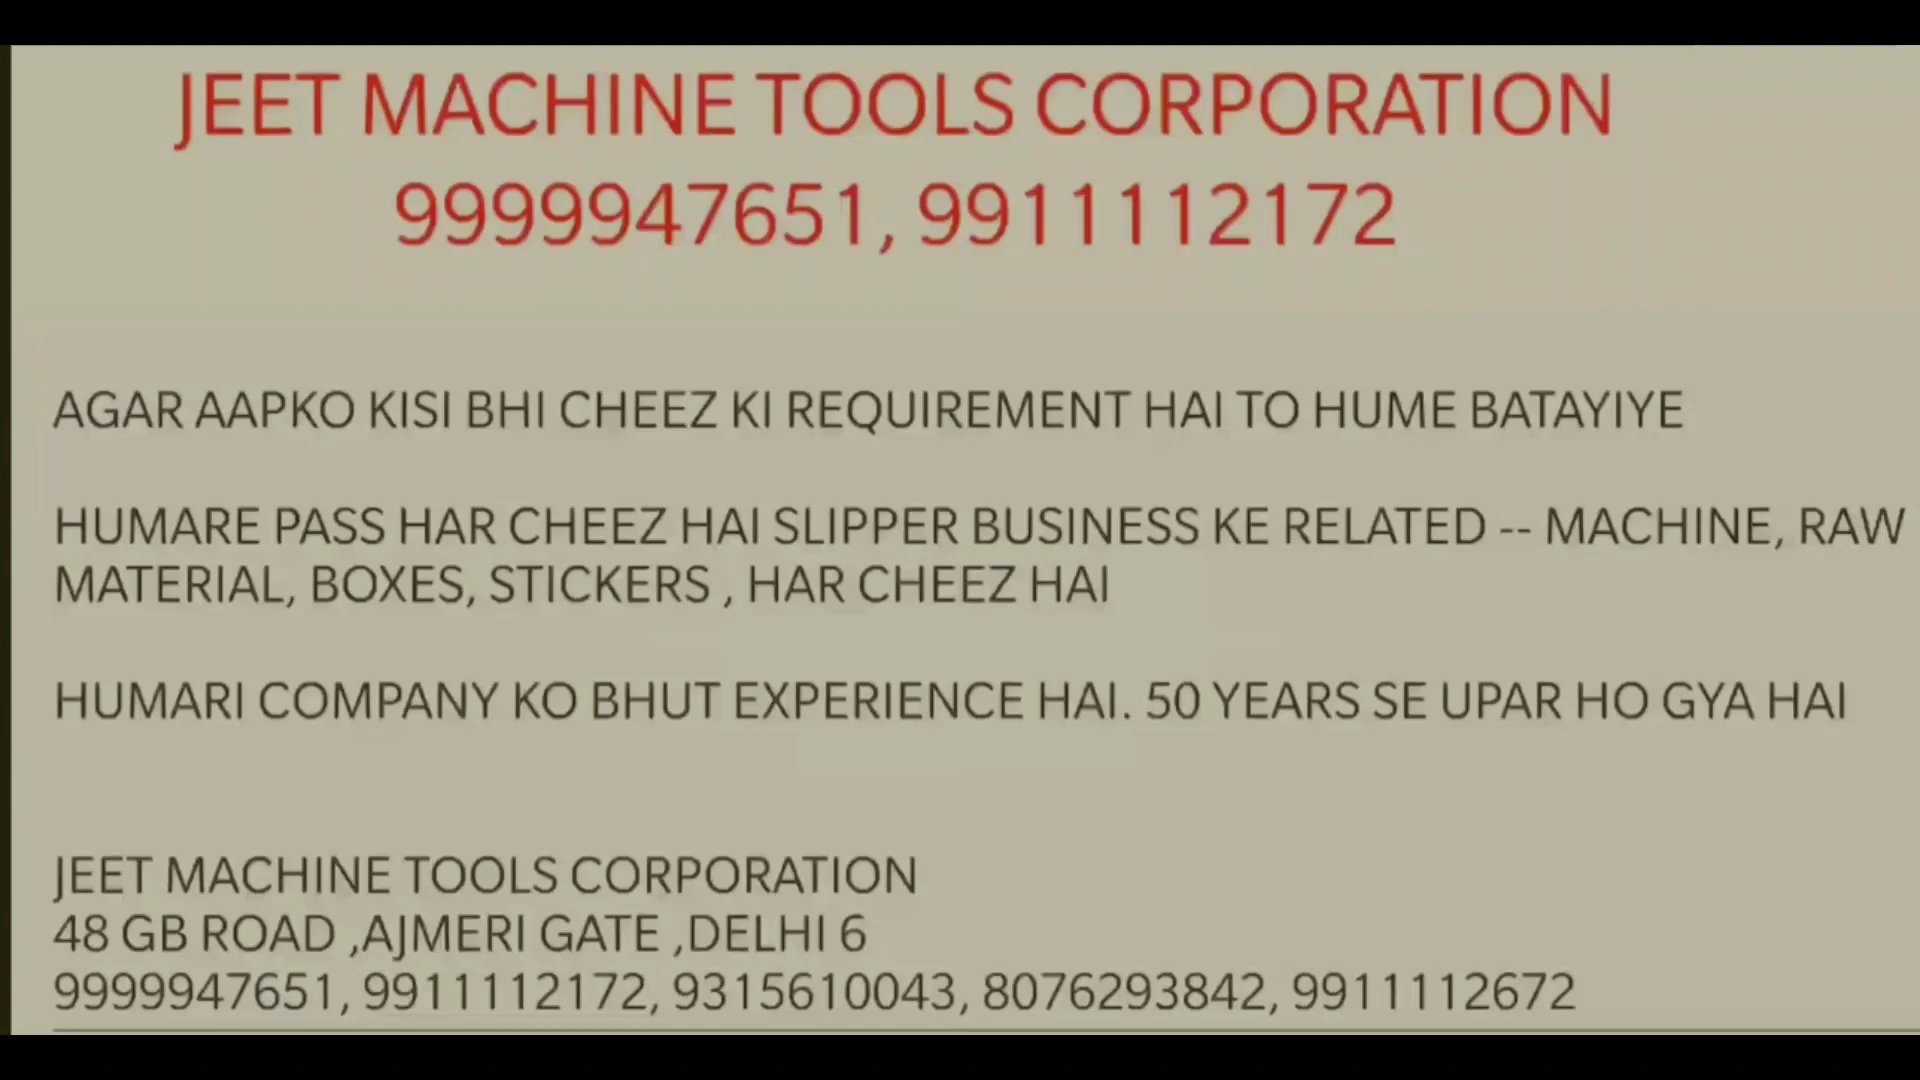 JEET MACHINE TOOLS CORPORATION
9999947651, 9911112172
AGAR AAPKO KISI BHI CHEEZ KI REQUIREMENT HAI TO HUME BATAYIYE
HUMARE PASS HAR CHEEZ HAI SLIPPER BUSINESS KE RELATED -- MACHINE, RAW
MATERIAL, BOXES, STICKERS , HAR CHEEZ HAI
HUMARI COMPANY KO BHUT EXPERIENCE HAI. 50 YEARS SE UPAR HO GYA HAI
JEET MACHINE TOOLS CORPORATION
48 GB ROAD ,AJMERI GATE ,DELHI 6
9999947651, 9911112172, 9315610043, 8076293842, 9911112672